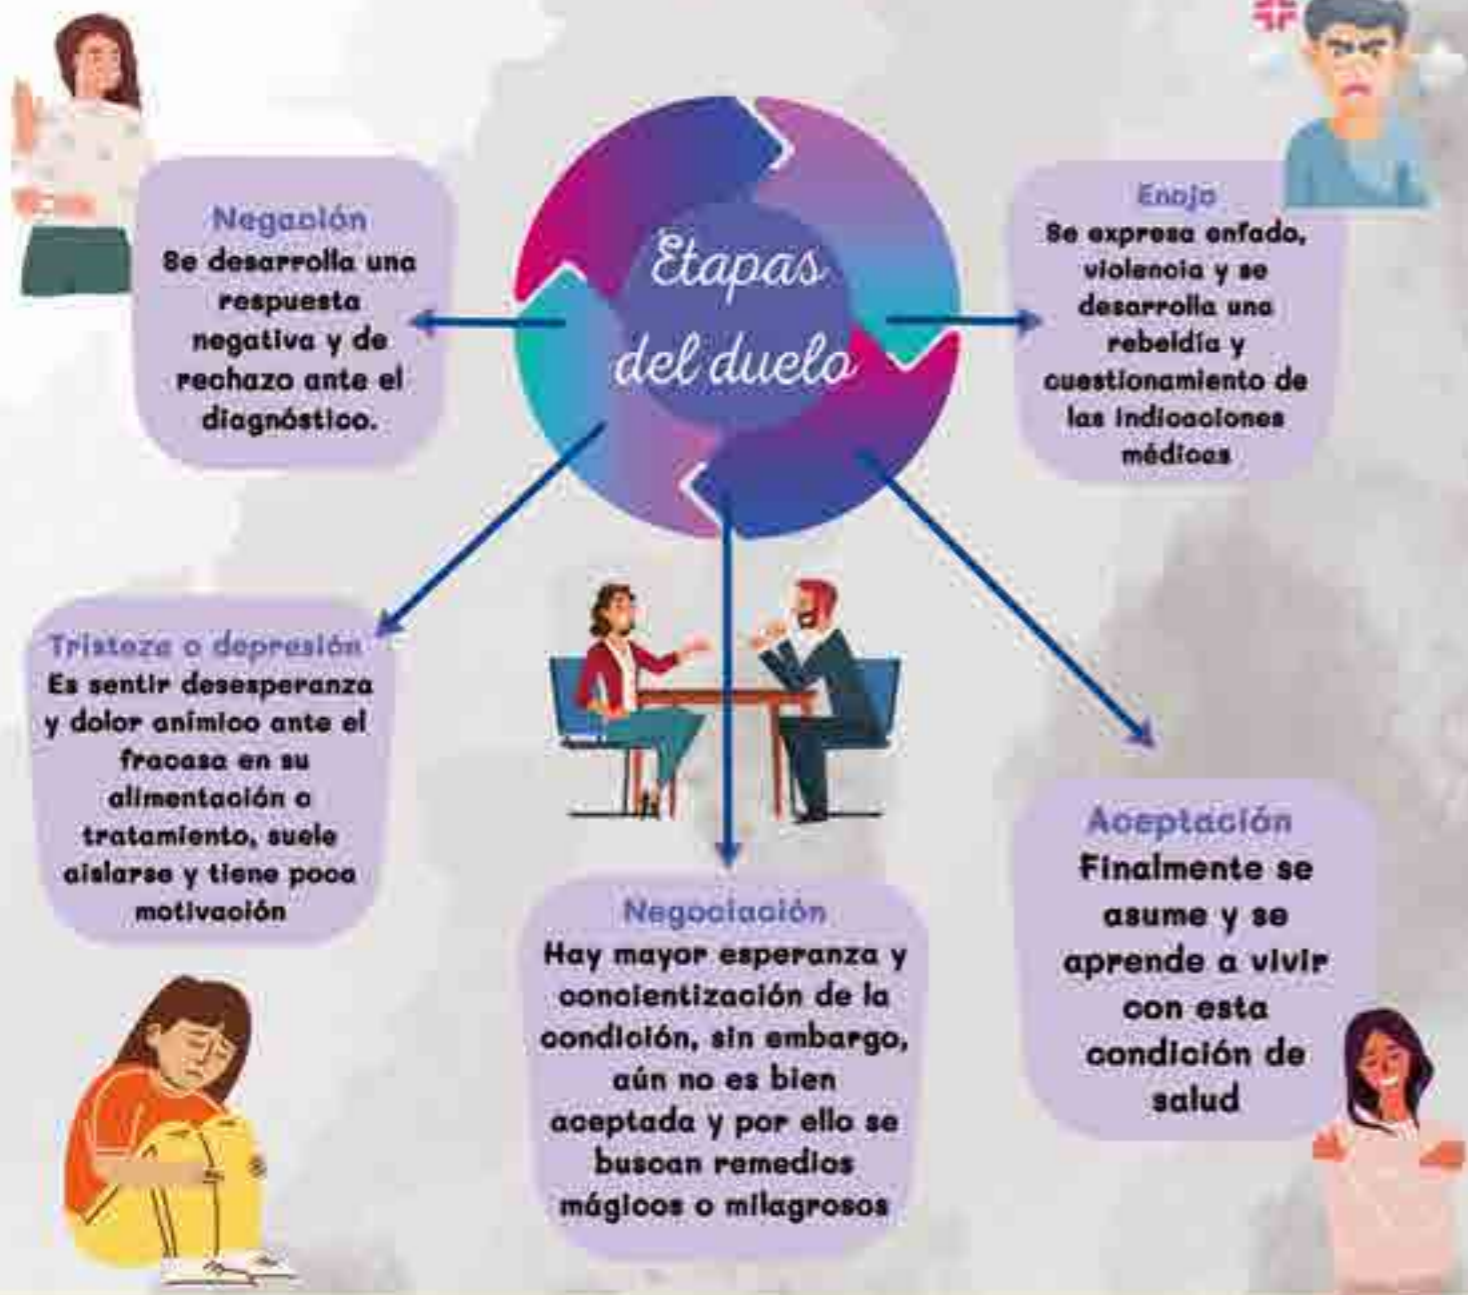 Etapas
del duelo
Negación
Se desarrolla una
respuesta
negativa y de
rechazo ante el
diagnóstico.
Enojo
Se expresa enfado,
violencia y se
desarrolla una
rebeldía y
cuestionamiento de
las indicaciones
médicas
Tristeza o depresión
Es sentir desesperanza
y dolor anímico ante el
fracasa en su
alimentación o
tratamiento, suele
aislarse y tiene poca
motivación
Negociación
Hay mayor esperanza y
concientización de la
condición, sin embargo,
aún no es bien
aceptada y por ello se
buscan remedios
mágicos o milagrosos
Aceptación
Finalmente se
asume y se
aprende a vivir
con esta
condición de
salud